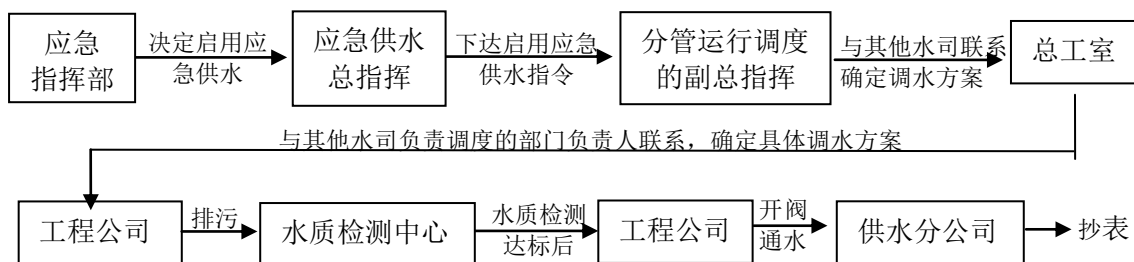 应急
指挥部
决定启用应
急供水
应急供水
总指挥
下达启用应急
供水指令
分管运行调度
的副总指挥
与其他水司联系
确定调水方案
总工室
与其他水司负责调度的部门负责人联系，确定具体调水方案
工程公司
排污
水质检测中心
水质检测
达标后
工程公司
开阀
通水
供水分公司
抄表